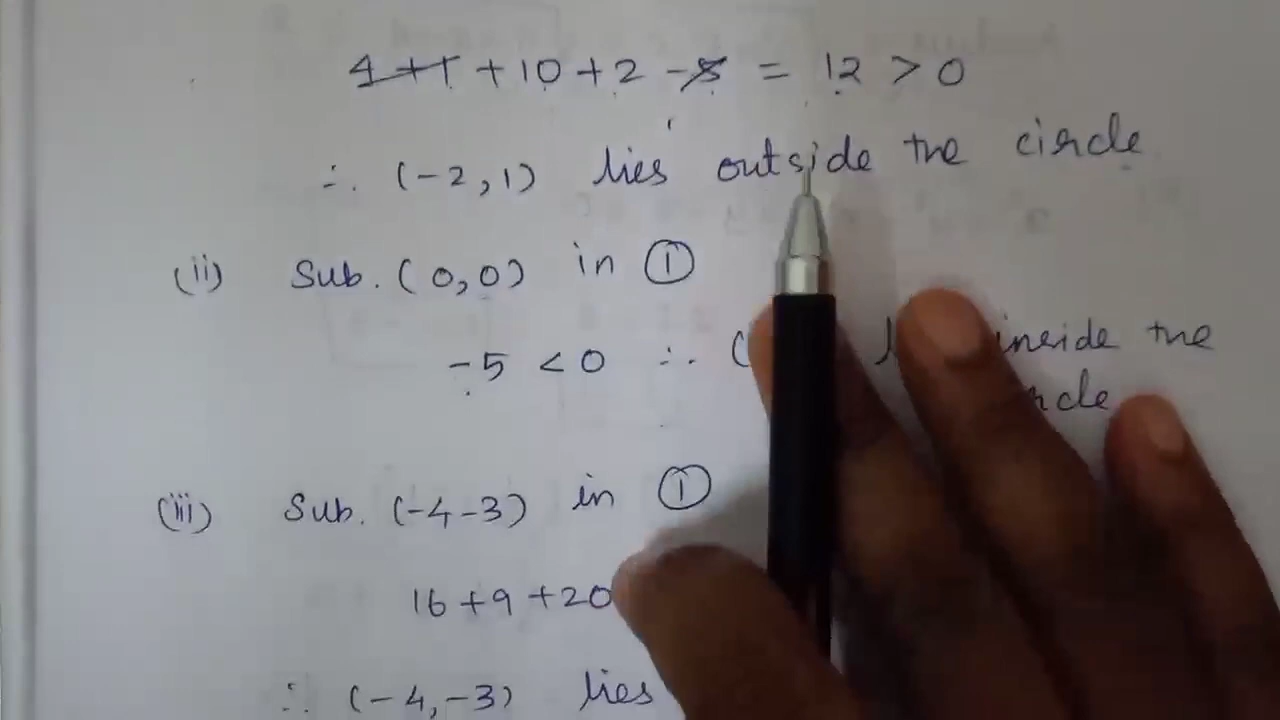 4+1 + 10 + 2 - 5 = 12 > 0
∴ (-2, 1) lies outside the circle
(ii) Sub. (0,0) in ①
-5 < 0 ∴ ( inside the
(iii) Sub. (-4-3) in ①
16 + 9 + 20
∴ (-4, -3) lies